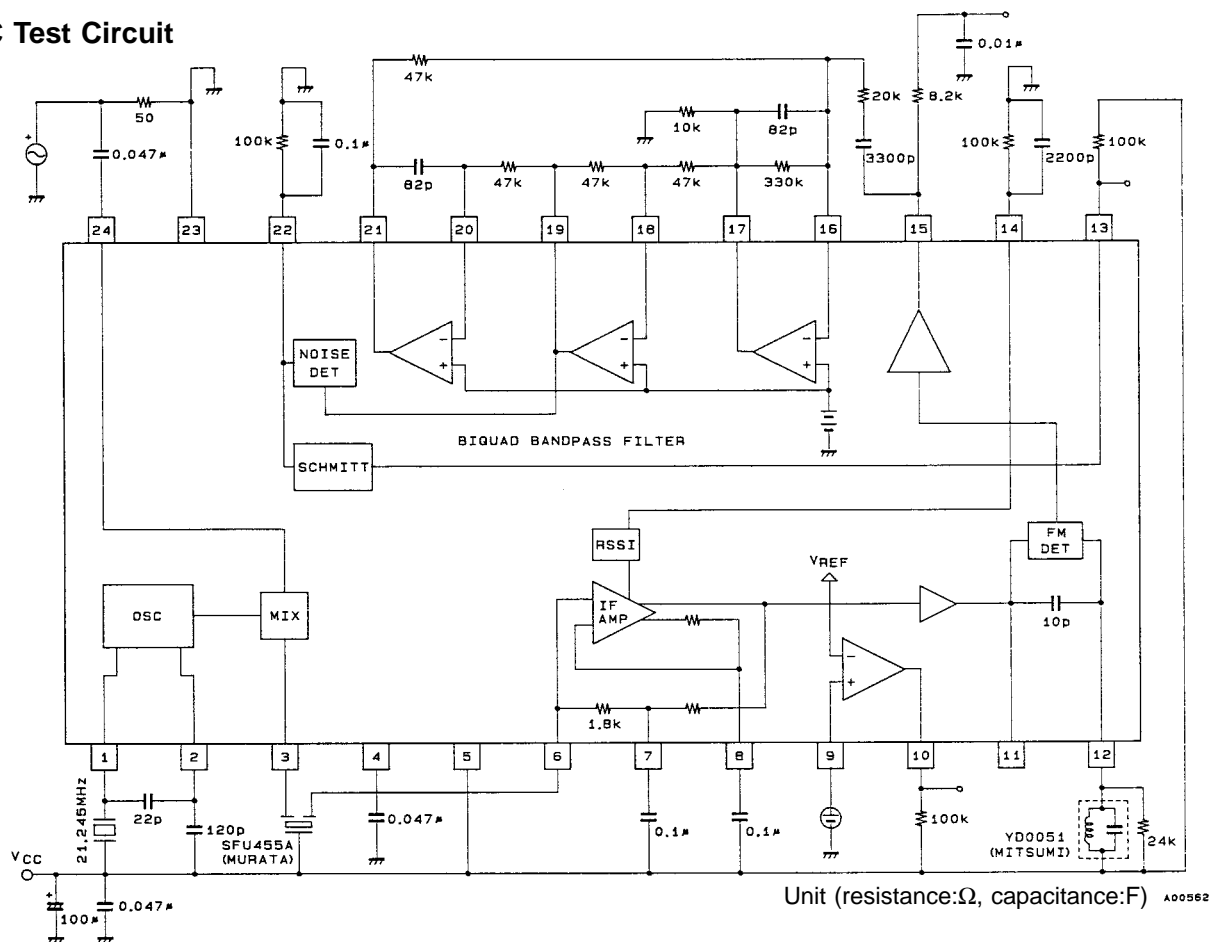 C Test Circuit
0.01μ
47k
50
0.047μ
100k
0.1μ
10k
82p
20k
8.2k
3300p
100k
2200p
100k
82p
47k
47k
47k
330k
24
23
22
21
20
19
18
17
16
15
14
13
NOISE
DET
-
+
-
+
-
+
BIQUAD BANDPASS FILTER
SCHMITT
RSSI
FM
DET
VREF
OSC
MIX
IF
AMP
10p
-
+
1.8k
1
2
3
4
5
6
7
8
9
10
11
12
21.245MHz
22p
120p
SFU455A
(MURATA)
0.047μ
0.1μ
0.1μ
100k
YD0051
(MITSUMI)
24k
VCC
+
100μ
0.047μ
Unit (resistance:Ω, capacitance:F)
A00562